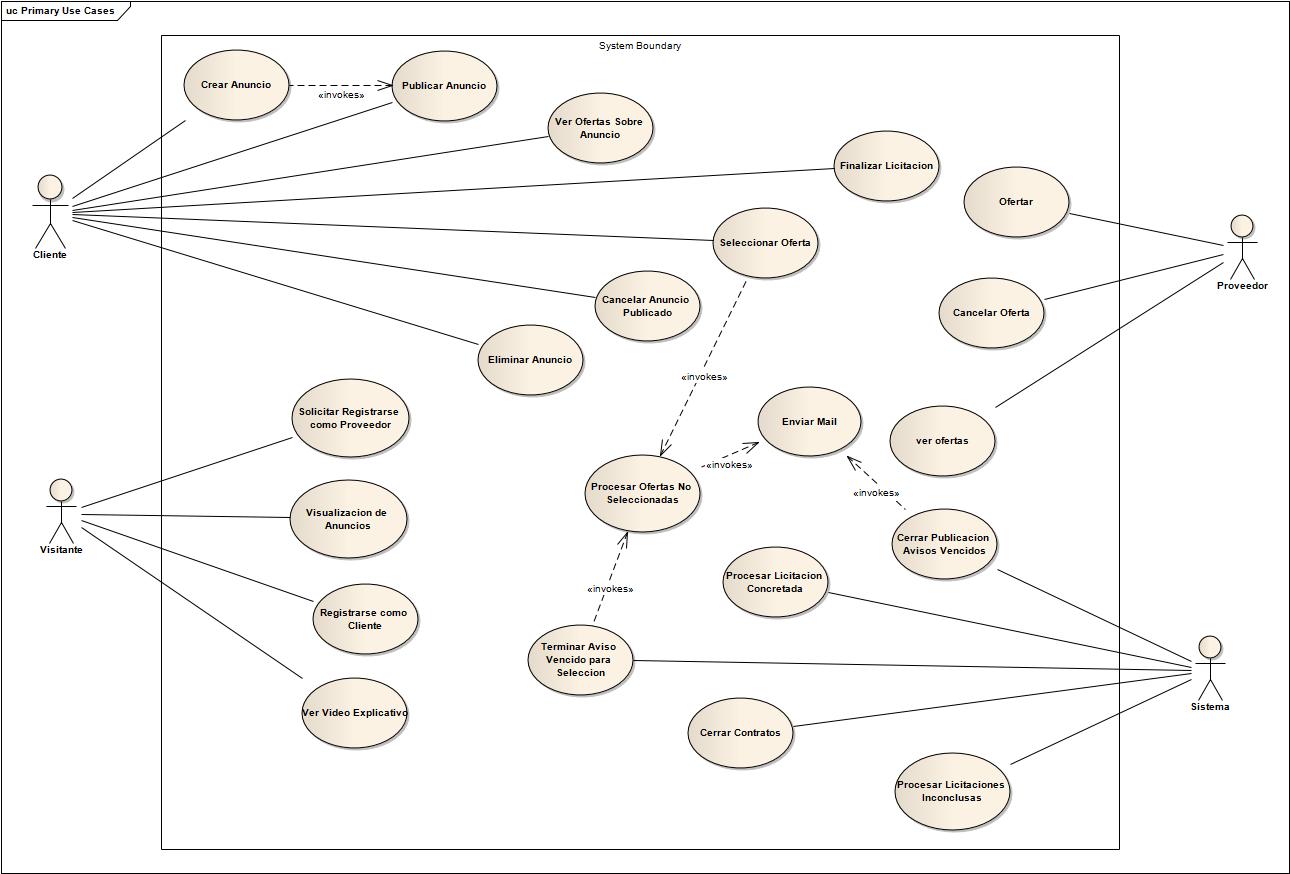 uc Primary Use Cases
System Boundary
Crear Anuncio
«invokes»
Publicar Anuncio
Ver Ofertas Sobre
Anuncio
Finalizar Licitacion
Ofertar
Cliente
Seleccionar Oferta
Proveedor
Cancelar Anuncio
Publicado
Cancelar Oferta
Eliminar Anuncio
«invokes»
Solicitar Registrarse
como Proveedor
Enviar Mail
ver ofertas
«invokes»
Procesar Ofertas No
Seleccionadas
«invokes»
Visitante
Visualizacion de
Anuncios
Cerrar Publicacion
Avisos Vencidos
«invokes»
Procesar Licitacion
Concretada
Registrarse como
Cliente
Terminar Aviso
Vencido para
Seleccion
Sistema
Ver Video Explicativo
Cerrar Contratos
Procesar Licitaciones
Inconclusas